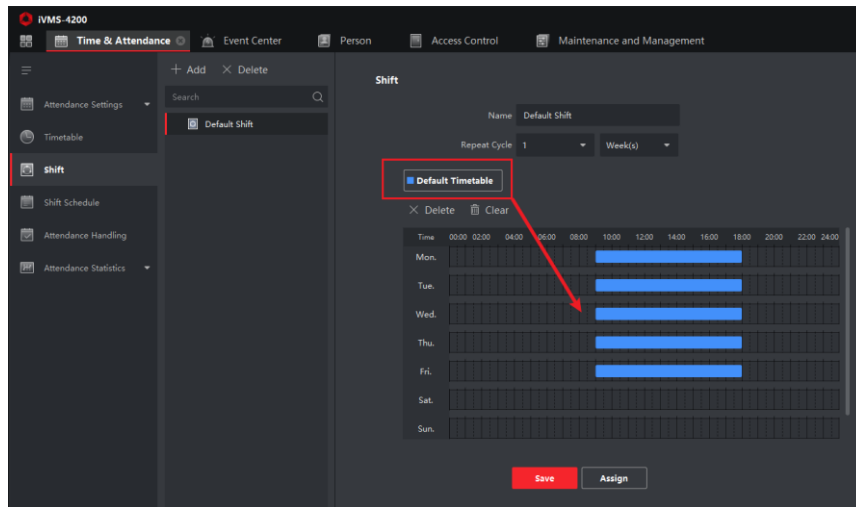 iVMS-4200
Time & Attendance
Event Center
Person
Access Control
Maintenance and Management
Attendance Settings
Timetable
Shift
Shift Schedule
Attendance Handling
Attendance Statistics
+ Add × Delete
Search
Default Shift
Shift
Name Default Shift
Repeat Cycle 1 Week(s)
Default Timetable
× Delete Clear
Time 00:00 02:00 04:00 06:00 08:00 10:00 12:00 14:00 16:00 18:00 20:00 22:00 24:00
Mon.
Tue.
Wed.
Thu.
Fri.
Sat.
Sun.
Save Assign